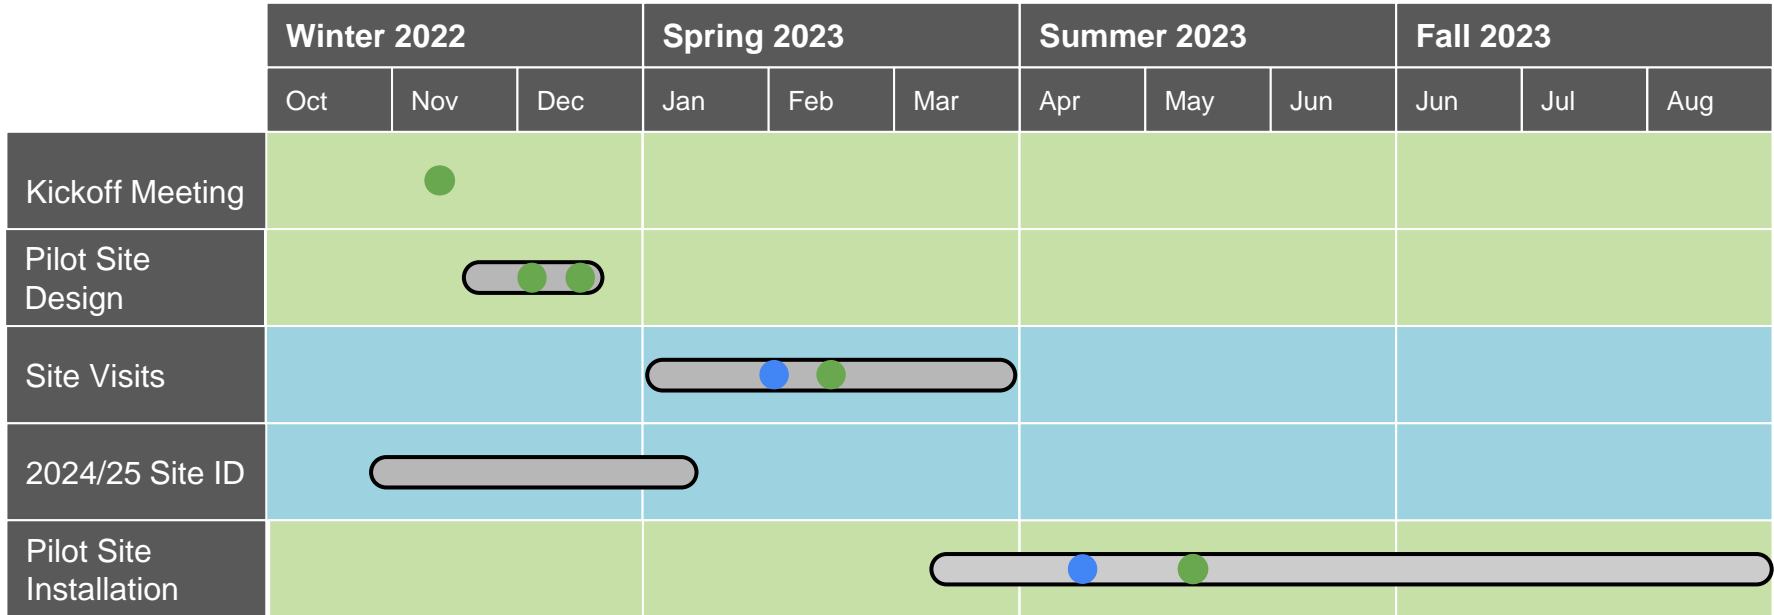 Winter 2022 Spring 2023 Summer 2023 Fall 2023
Oct Nov Dec Jan Feb Mar Apr May Jun Jun Jul Aug
Kickoff Meeting
Pilot Site
Design
Site Visits
2024/25 Site ID
Pilot Site
Installation